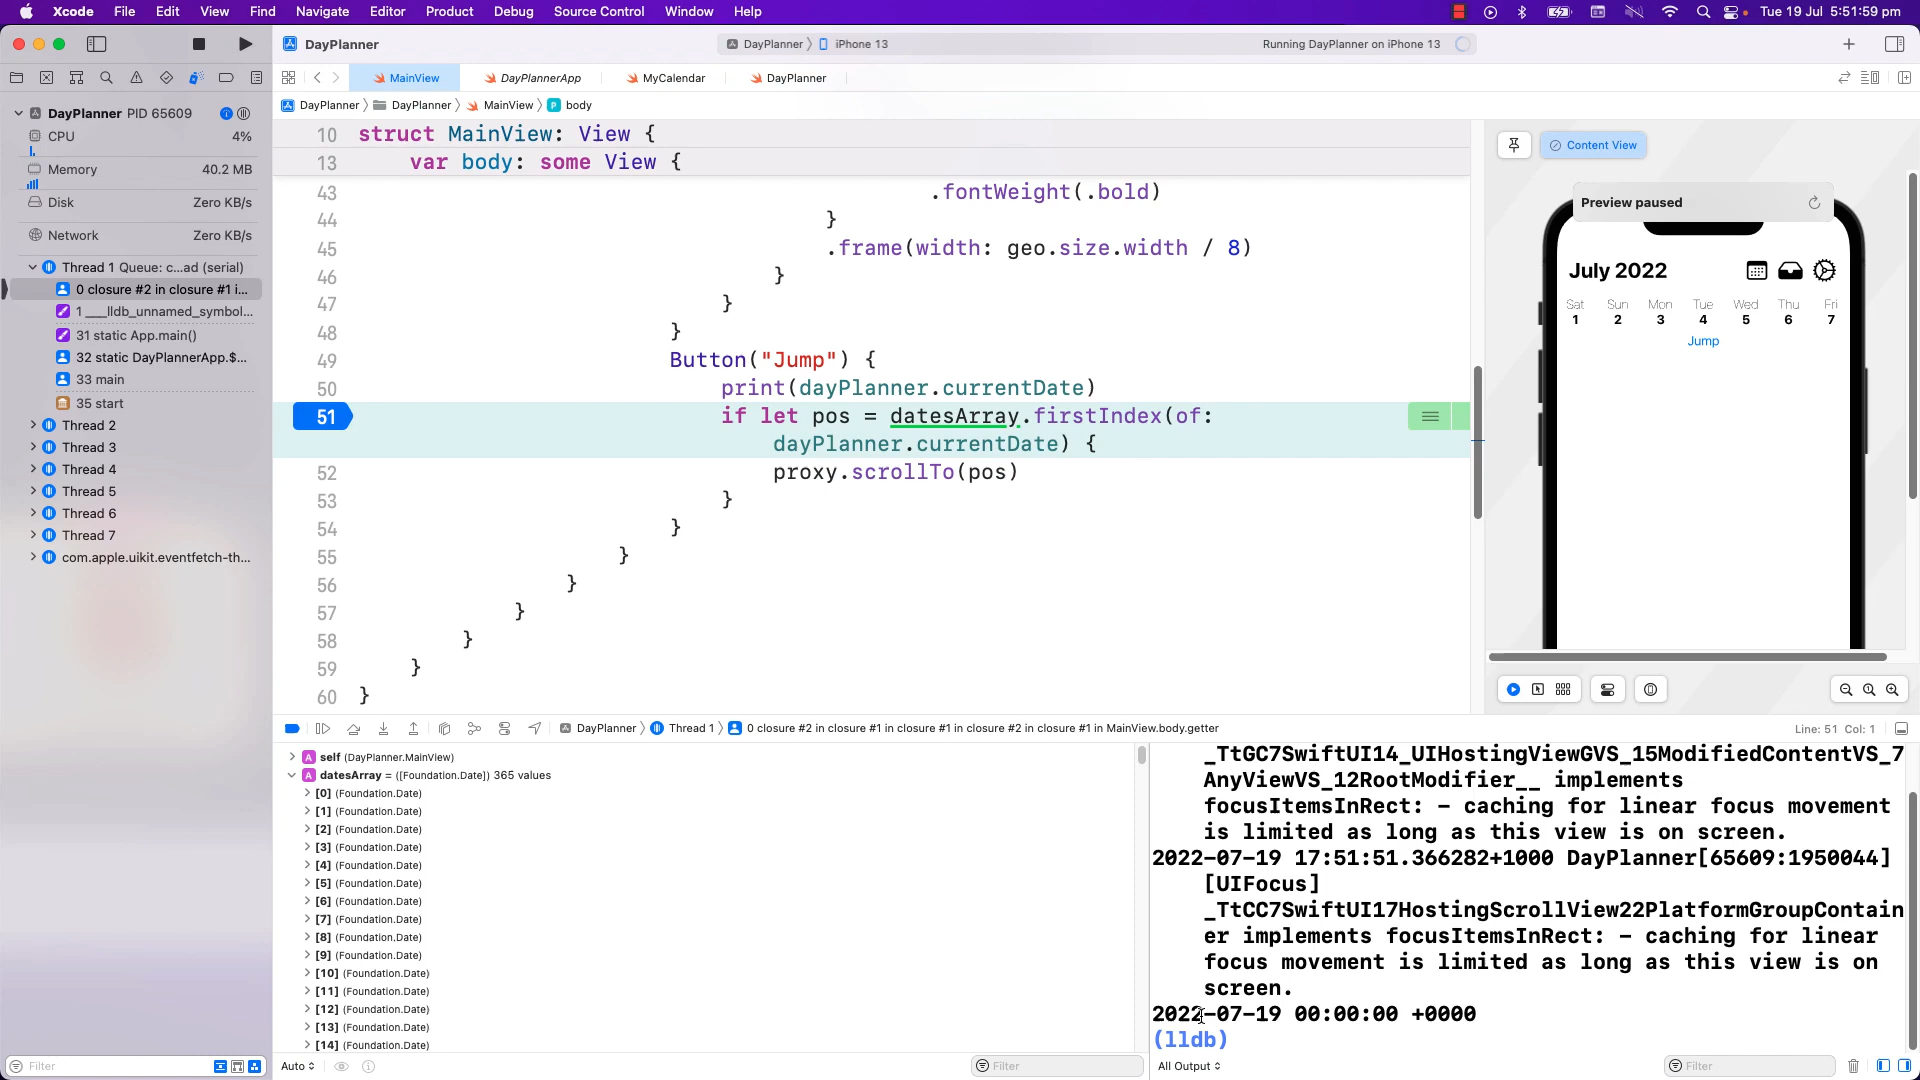 Xcode File Edit View Find Navigate Editor Product Debug Source Control Window Help Tue 19 Jul 5:51:59 pm
DayPlanner DayPlanner iPhone 13 Running DayPlanner on iPhone 13
MainView DayPlannerApp MyCalendar DayPlanner
DayPlanner DayPlanner MainView body
DayPlanner PID 65609
CPU 4%
Memory 40.2 MB
Disk Zero KB/s
Network Zero KB/s
Thread 1 Queue: c...ad (serial)
0 closure #2 in closure #1 i...
1 ___lldb_unnamed_symbol...
31 static App.main()
32 static DayPlannerApp.$...
33 main
35 start
Thread 2
Thread 3
Thread 4
Thread 5
Thread 6
Thread 7
com.apple.uikit.eventfetch-th...
Filter
10 struct MainView: View {
13 var body: some View {
43 .fontWeight(.bold)
44 }
45 .frame(width: geo.size.width / 8)
46 }
47 }
48 }
49 Button("Jump") {
50 print(dayPlanner.currentDate)
51 if let pos = datesArray.firstIndex(of:
dayPlanner.currentDate) {
52 proxy.scrollTo(pos)
53 }
54 }
55 }
56 }
57 }
58 }
59 }
60 }
Content View
Preview paused
July 2022
Sat Sun Mon Tue Wed Thu Fri
1 2 3 4 5 6 7
Jump
DayPlanner Thread 1 0 closure #2 in closure #1 in closure #1 in closure #2 in closure #1 in MainView.body.getter Line: 51 Col: 1
self (DayPlanner.MainView)
datesArray = ([Foundation.Date]) 365 values
[0] (Foundation.Date)
[1] (Foundation.Date)
[2] (Foundation.Date)
[3] (Foundation.Date)
[4] (Foundation.Date)
[5] (Foundation.Date)
[6] (Foundation.Date)
[7] (Foundation.Date)
[8] (Foundation.Date)
[9] (Foundation.Date)
[10] (Foundation.Date)
[11] (Foundation.Date)
[12] (Foundation.Date)
[13] (Foundation.Date)
[14] (Foundation.Date)
Auto Filter
_TtGC7SwiftUI14_UIHostingViewGVS_15ModifiedContentVS_7
AnyViewVS_12RootModifier__ implements
focusItemsInRect: - caching for linear focus movement
is limited as long as this view is on screen.
2022-07-19 17:51:51.366282+1000 DayPlanner[65609:1950044]
[UIFocus]
_TtCC7SwiftUI17HostingScrollView22PlatformGroupContain
er implements focusItemsInRect: - caching for linear
focus movement is limited as long as this view is on
screen.
2022-07-19 00:00:00 +0000
(lldb)
All Output Filter